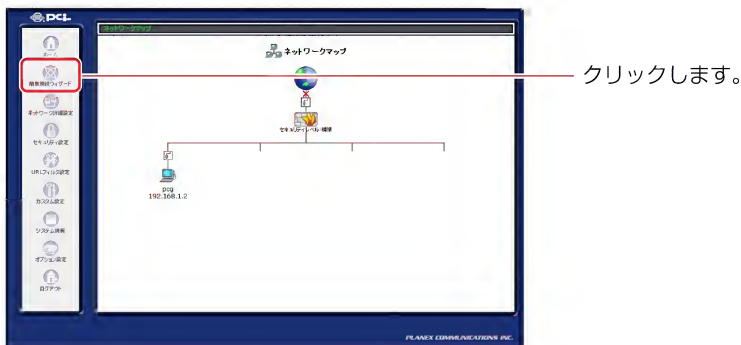 PCI
ネットワークマップ
ネットワークマップ
ホーム
簡単接続ウィザード
ネットワーク詳細設定
セキュリティ設定
URLフィルタ設定
カスタム設定
システム情報
オプション設定
ログアウト
セキュリティレベル:標準
pcg
192.168.1.2
クリックします。
PLANEX COMMUNICATIONS INC.